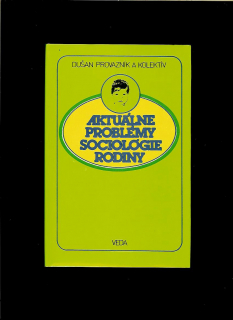 DUŠAN PROVAZNÍK A KOLEKTÍV
AKTUÁLNE
PROBLÉMY
SOCIOLÓGIE
RODINY
VEDA